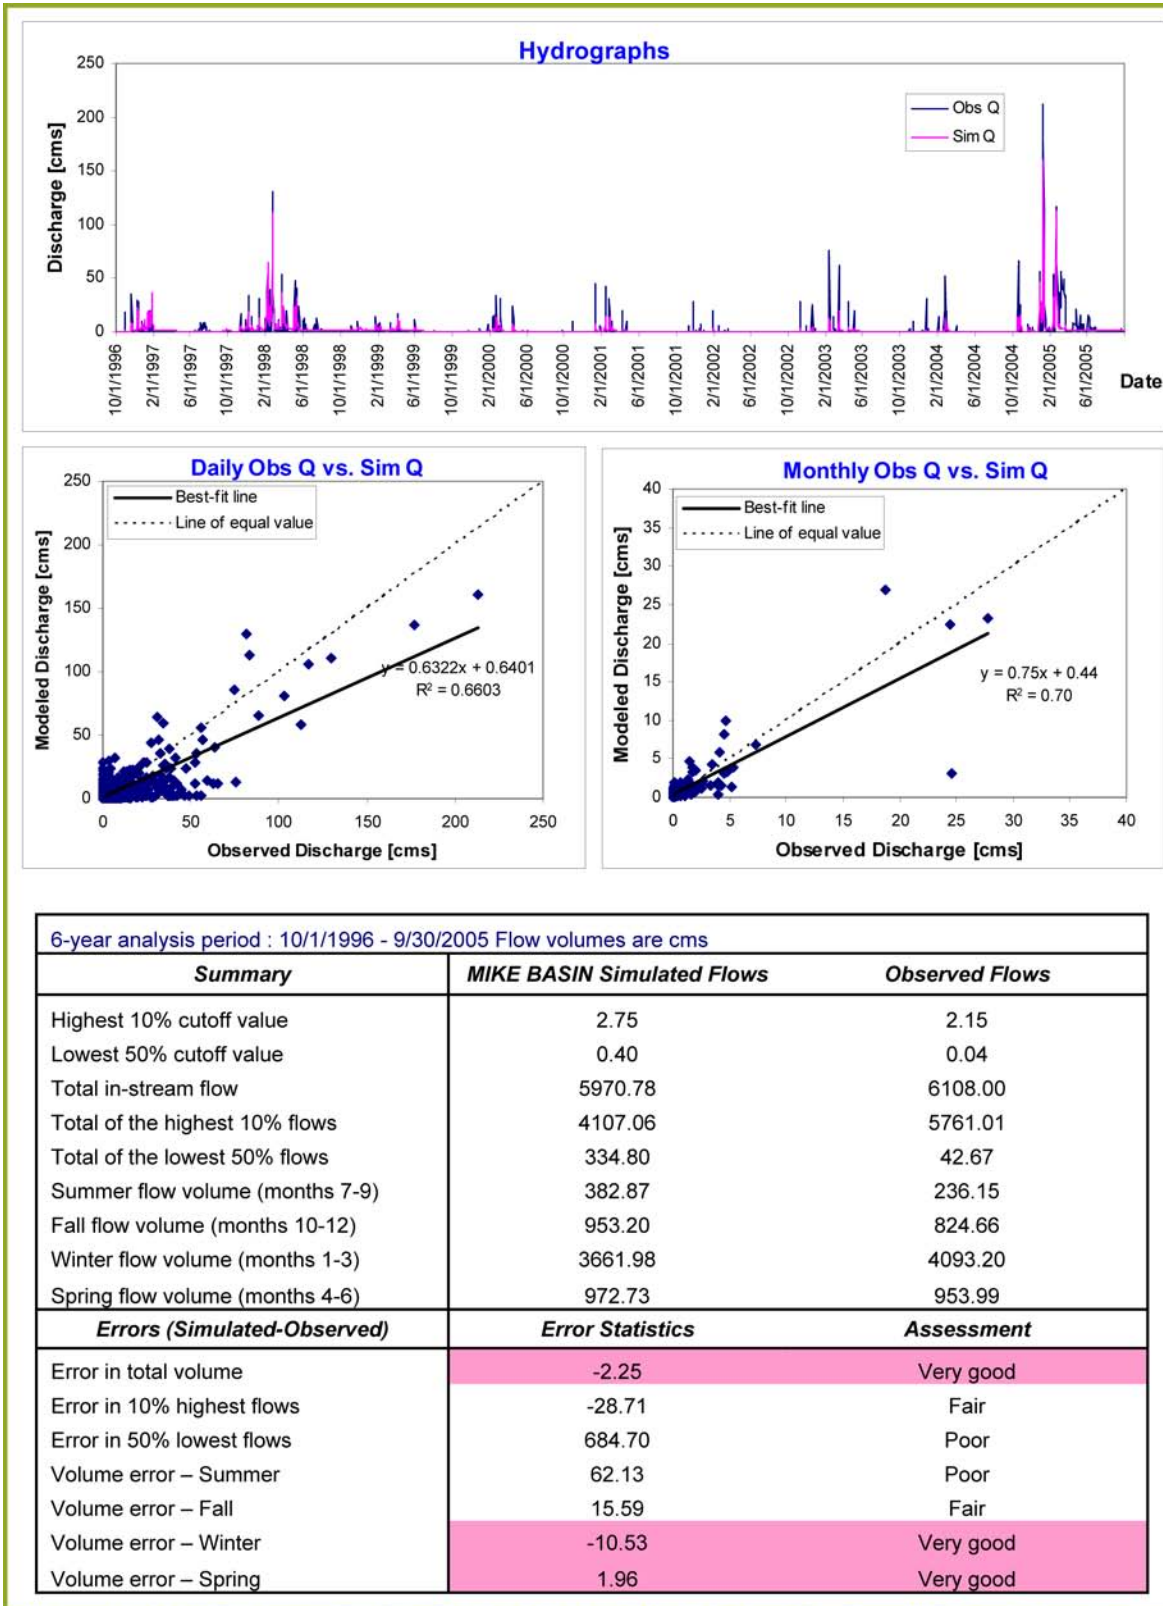 Hydrographs
Discharge [cms]
250
200
150
100
50
0
Obs Q
Sim Q
10/1/1996
2/1/1997
6/1/1997
10/1/1997
2/1/1998
6/1/1998
10/1/1998
2/1/1999
6/1/1999
10/1/1999
2/1/2000
6/1/2000
10/1/2000
2/1/2001
6/1/2001
10/1/2001
2/1/2002
6/1/2002
10/1/2002
2/1/2003
6/1/2003
10/1/2003
2/1/2004
6/1/2004
10/1/2004
2/1/2005
6/1/2005
Date
Daily Obs Q vs. Sim Q
Modeled Discharge [cms]
250
200
150
100
50
0
Best-fit line
Line of equal value
y = 0.6322x + 0.6401
R² = 0.6603
0 50 100 150 200 250
Observed Discharge [cms]
Monthly Obs Q vs. Sim Q
Modeled Discharge [cms]
40
35
30
25
20
15
10
5
0
Best-fit line
Line of equal value
y = 0.75x + 0.44
R² = 0.70
0 5 10 15 20 25 30 35 40
Observed Discharge [cms]
6-year analysis period : 10/1/1996 - 9/30/2005 Flow volumes are cms
Summary MIKE BASIN Simulated Flows Observed Flows
Highest 10% cutoff value 2.75 2.15
Lowest 50% cutoff value 0.40 0.04
Total in-stream flow 5970.78 6108.00
Total of the highest 10% flows 4107.06 5761.01
Total of the lowest 50% flows 334.80 42.67
Summer flow volume (months 7-9) 382.87 236.15
Fall flow volume (months 10-12) 953.20 824.66
Winter flow volume (months 1-3) 3661.98 4093.20
Spring flow volume (months 4-6) 972.73 953.99
Errors (Simulated-Observed) Error Statistics Assessment
Error in total volume -2.25 Very good
Error in 10% highest flows -28.71 Fair
Error in 50% lowest flows 684.70 Poor
Volume error – Summer 62.13 Poor
Volume error – Fall 15.59 Fair
Volume error – Winter -10.53 Very good
Volume error – Spring 1.96 Very good